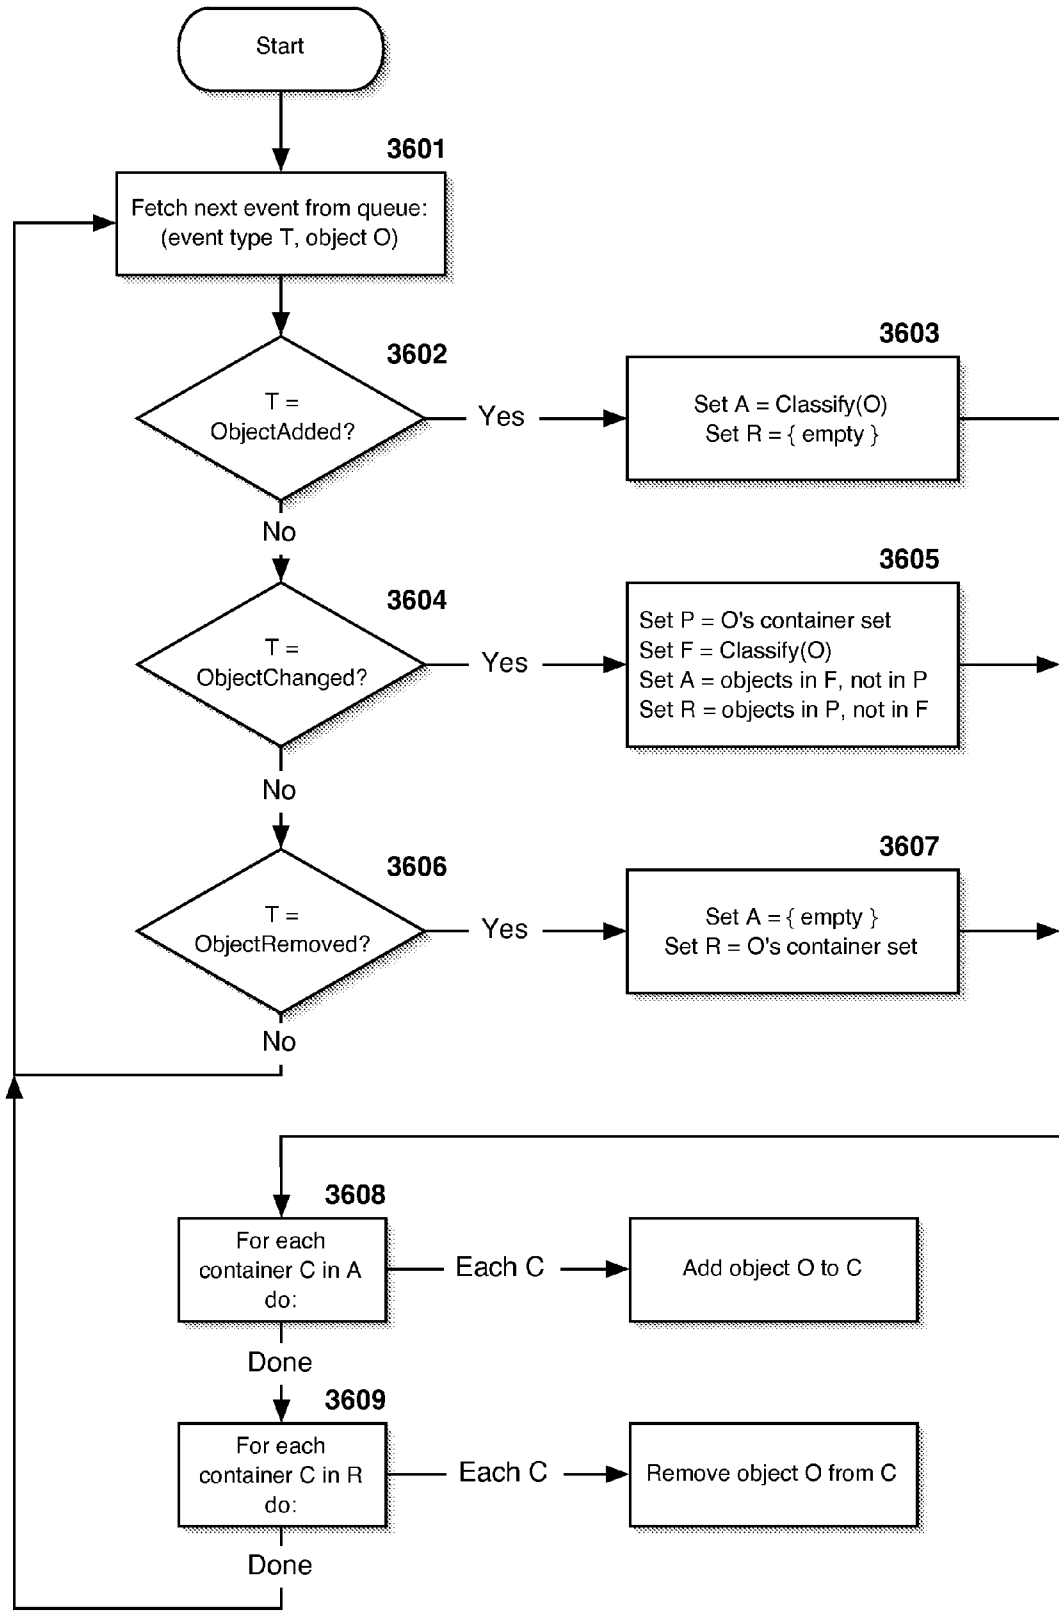 Start
3601
Fetch next event from queue:
(event type T, object O)
3602
T =
ObjectAdded?
Yes
3603
Set A = Classify(O)
Set R = { empty }
No
3604
T =
ObjectChanged?
Yes
3605
Set P = O's container set
Set F = Classify(O)
Set A = objects in F, not in P
Set R = objects in P, not in F
No
3606
T =
ObjectRemoved?
Yes
3607
Set A = { empty }
Set R = O's container set
No
3608
For each
container C in A
do:
Each C
Add object O to C
Done
3609
For each
container C in R
do:
Each C
Remove object O from C
Done